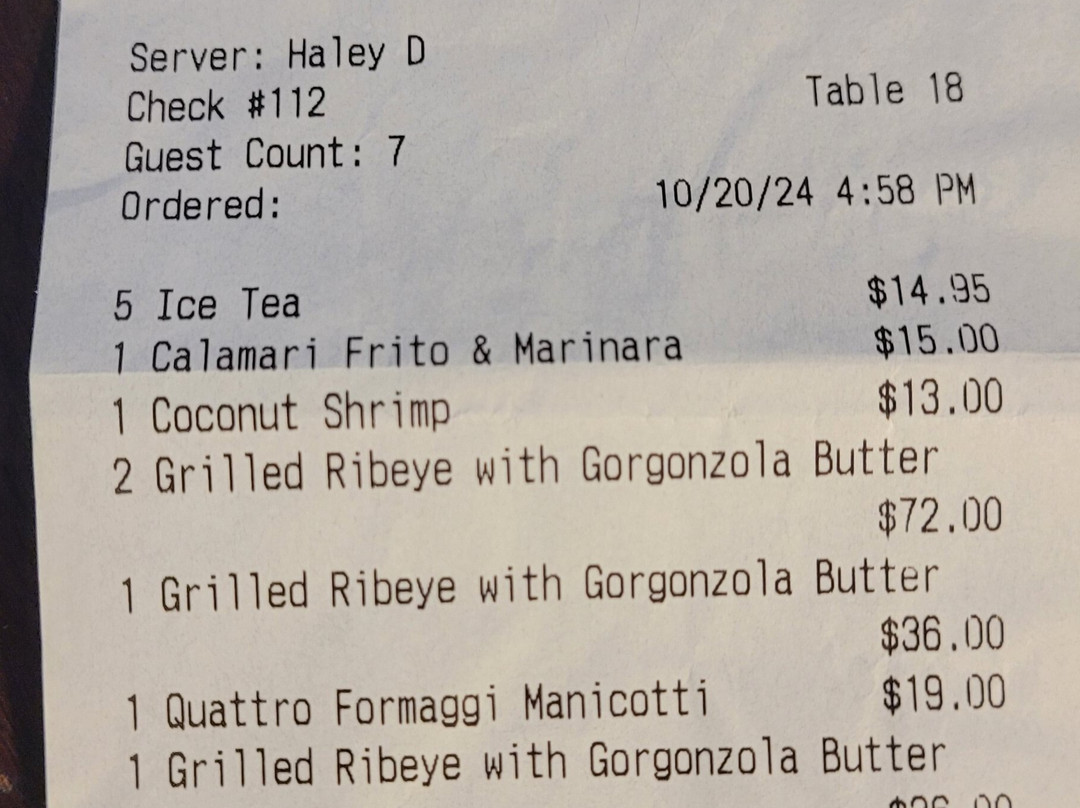 Server: Haley D
Check #112 Table 18
Guest Count: 7
Ordered: 10/20/24 4:58 PM
5 Ice Tea $14.95
1 Calamari Frito & Marinara $15.00
1 Coconut Shrimp $13.00
2 Grilled Ribeye with Gorgonzola Butter
$72.00
1 Grilled Ribeye with Gorgonzola Butter
$36.00
1 Quattro Formaggi Manicotti $19.00
1 Grilled Ribeye with Gorgonzola Butter